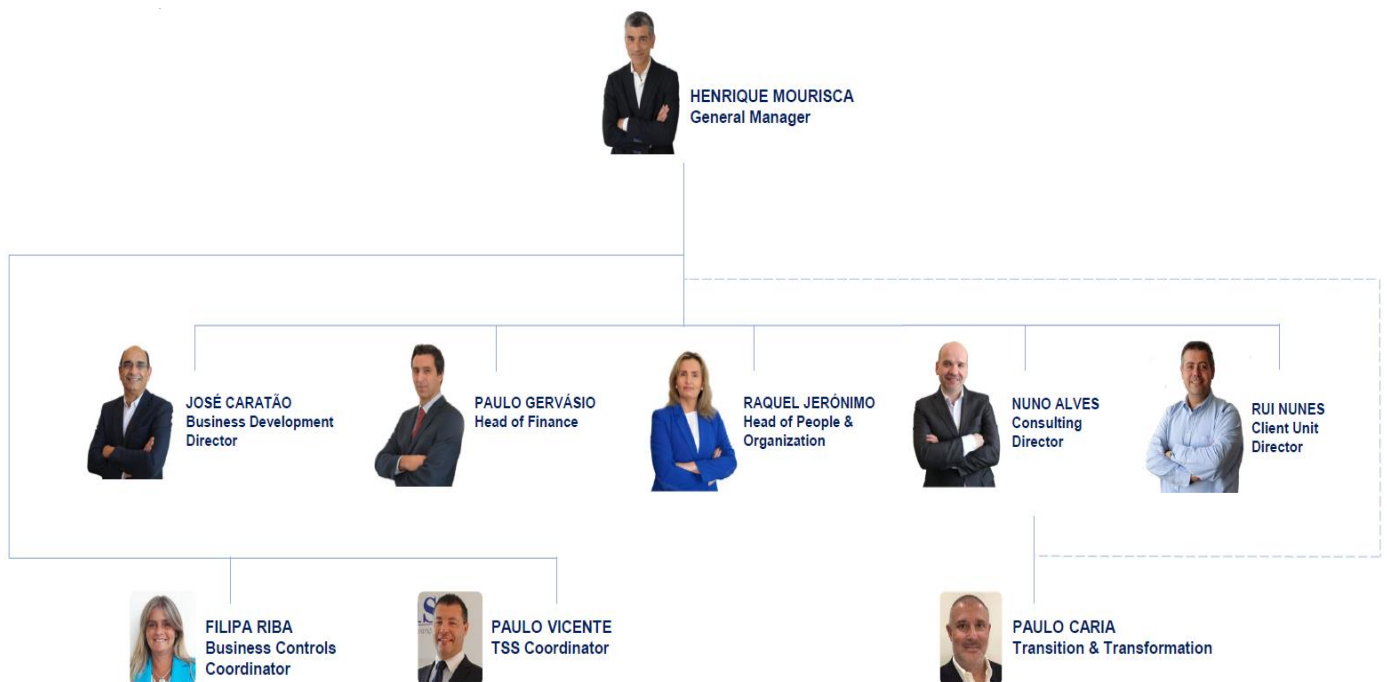 HENRIQUE MOURISCA
General Manager
JOSÉ CARATÃO
Business Development
Director
PAULO GERVÁSIO
Head of Finance
RAQUEL JERÓNIMO
Head of People &
Organization
NUNO ALVES
Consulting
Director
RUI NUNES
Client Unit
Director
FILIPA RIBA
Business Controls
Coordinator
PAULO VICENTE
TSS Coordinator
PAULO CARIA
Transition & Transformation